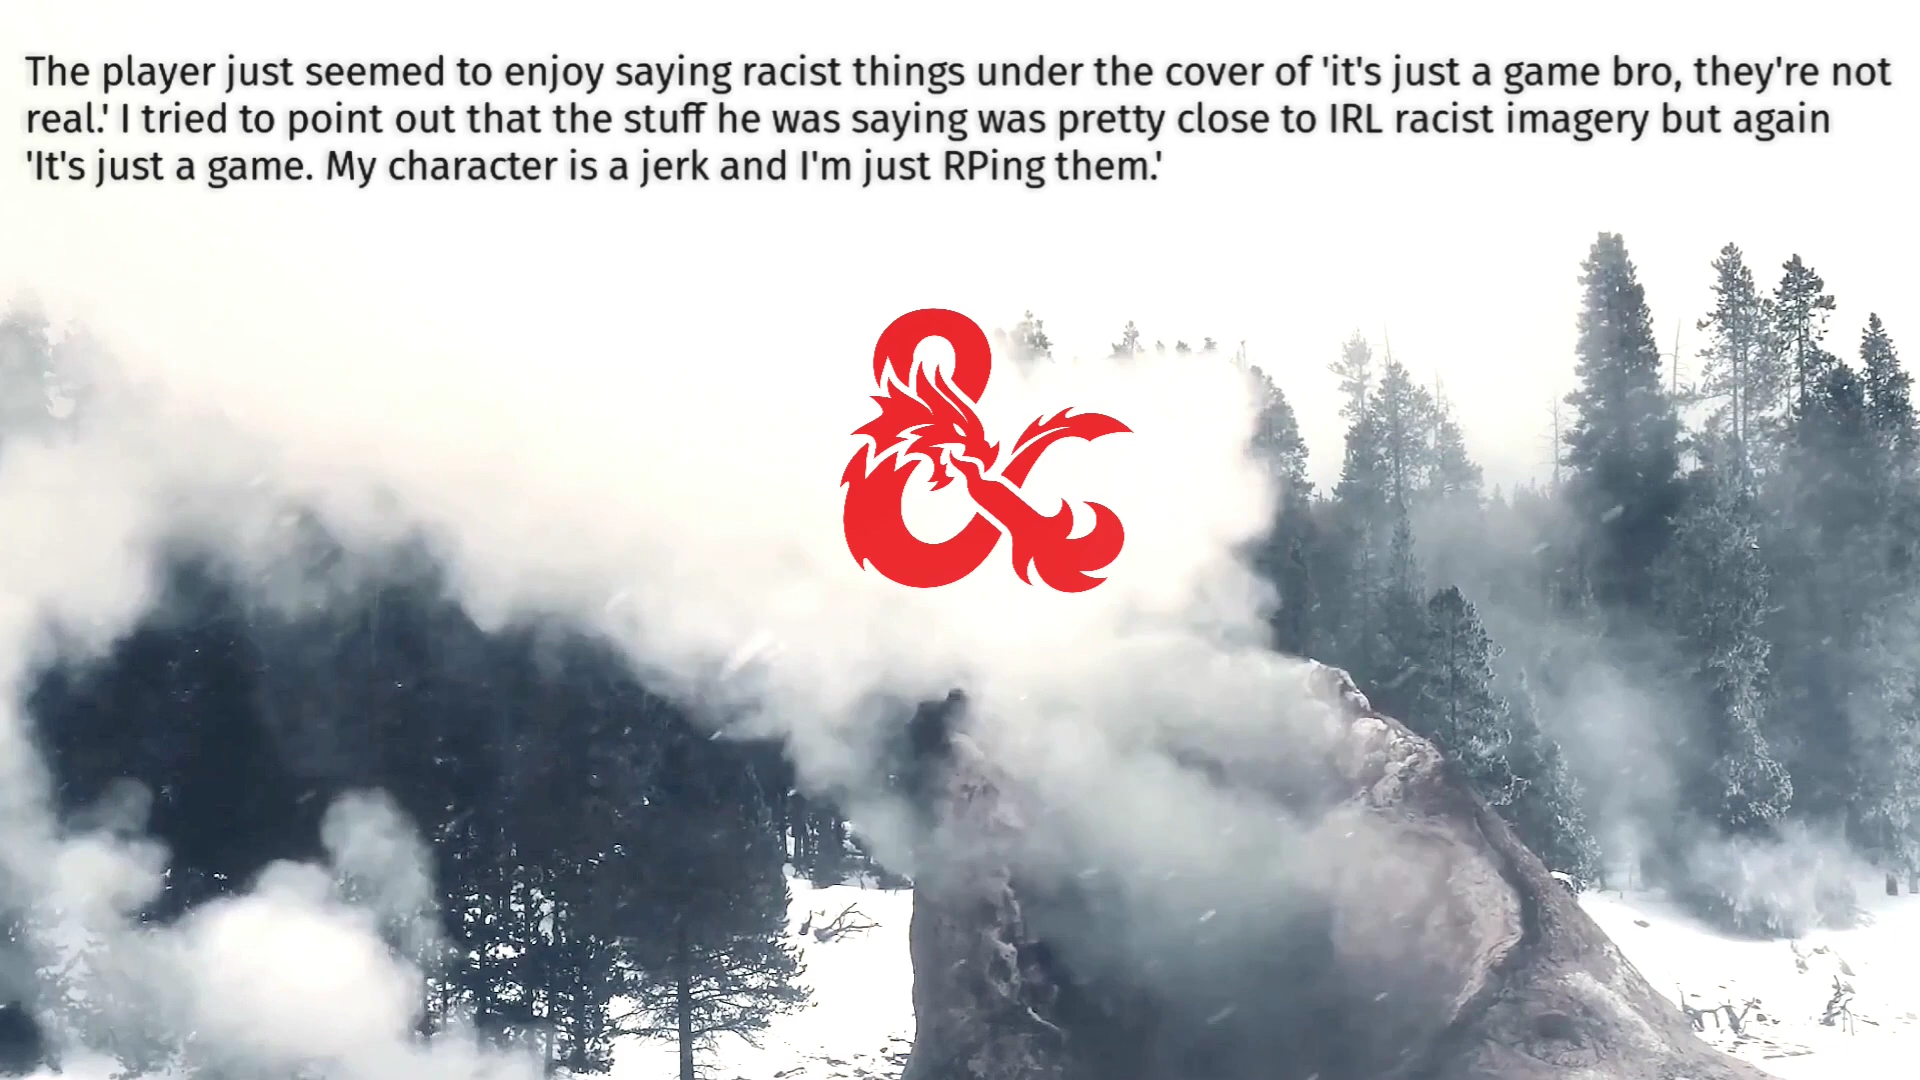 The player just seemed to enjoy saying racist things under the cover of 'it's just a game bro, they're not
real.' I tried to point out that the stuff he was saying was pretty close to IRL racist imagery but again
'It's just a game. My character is a jerk and I'm just RPing them.'